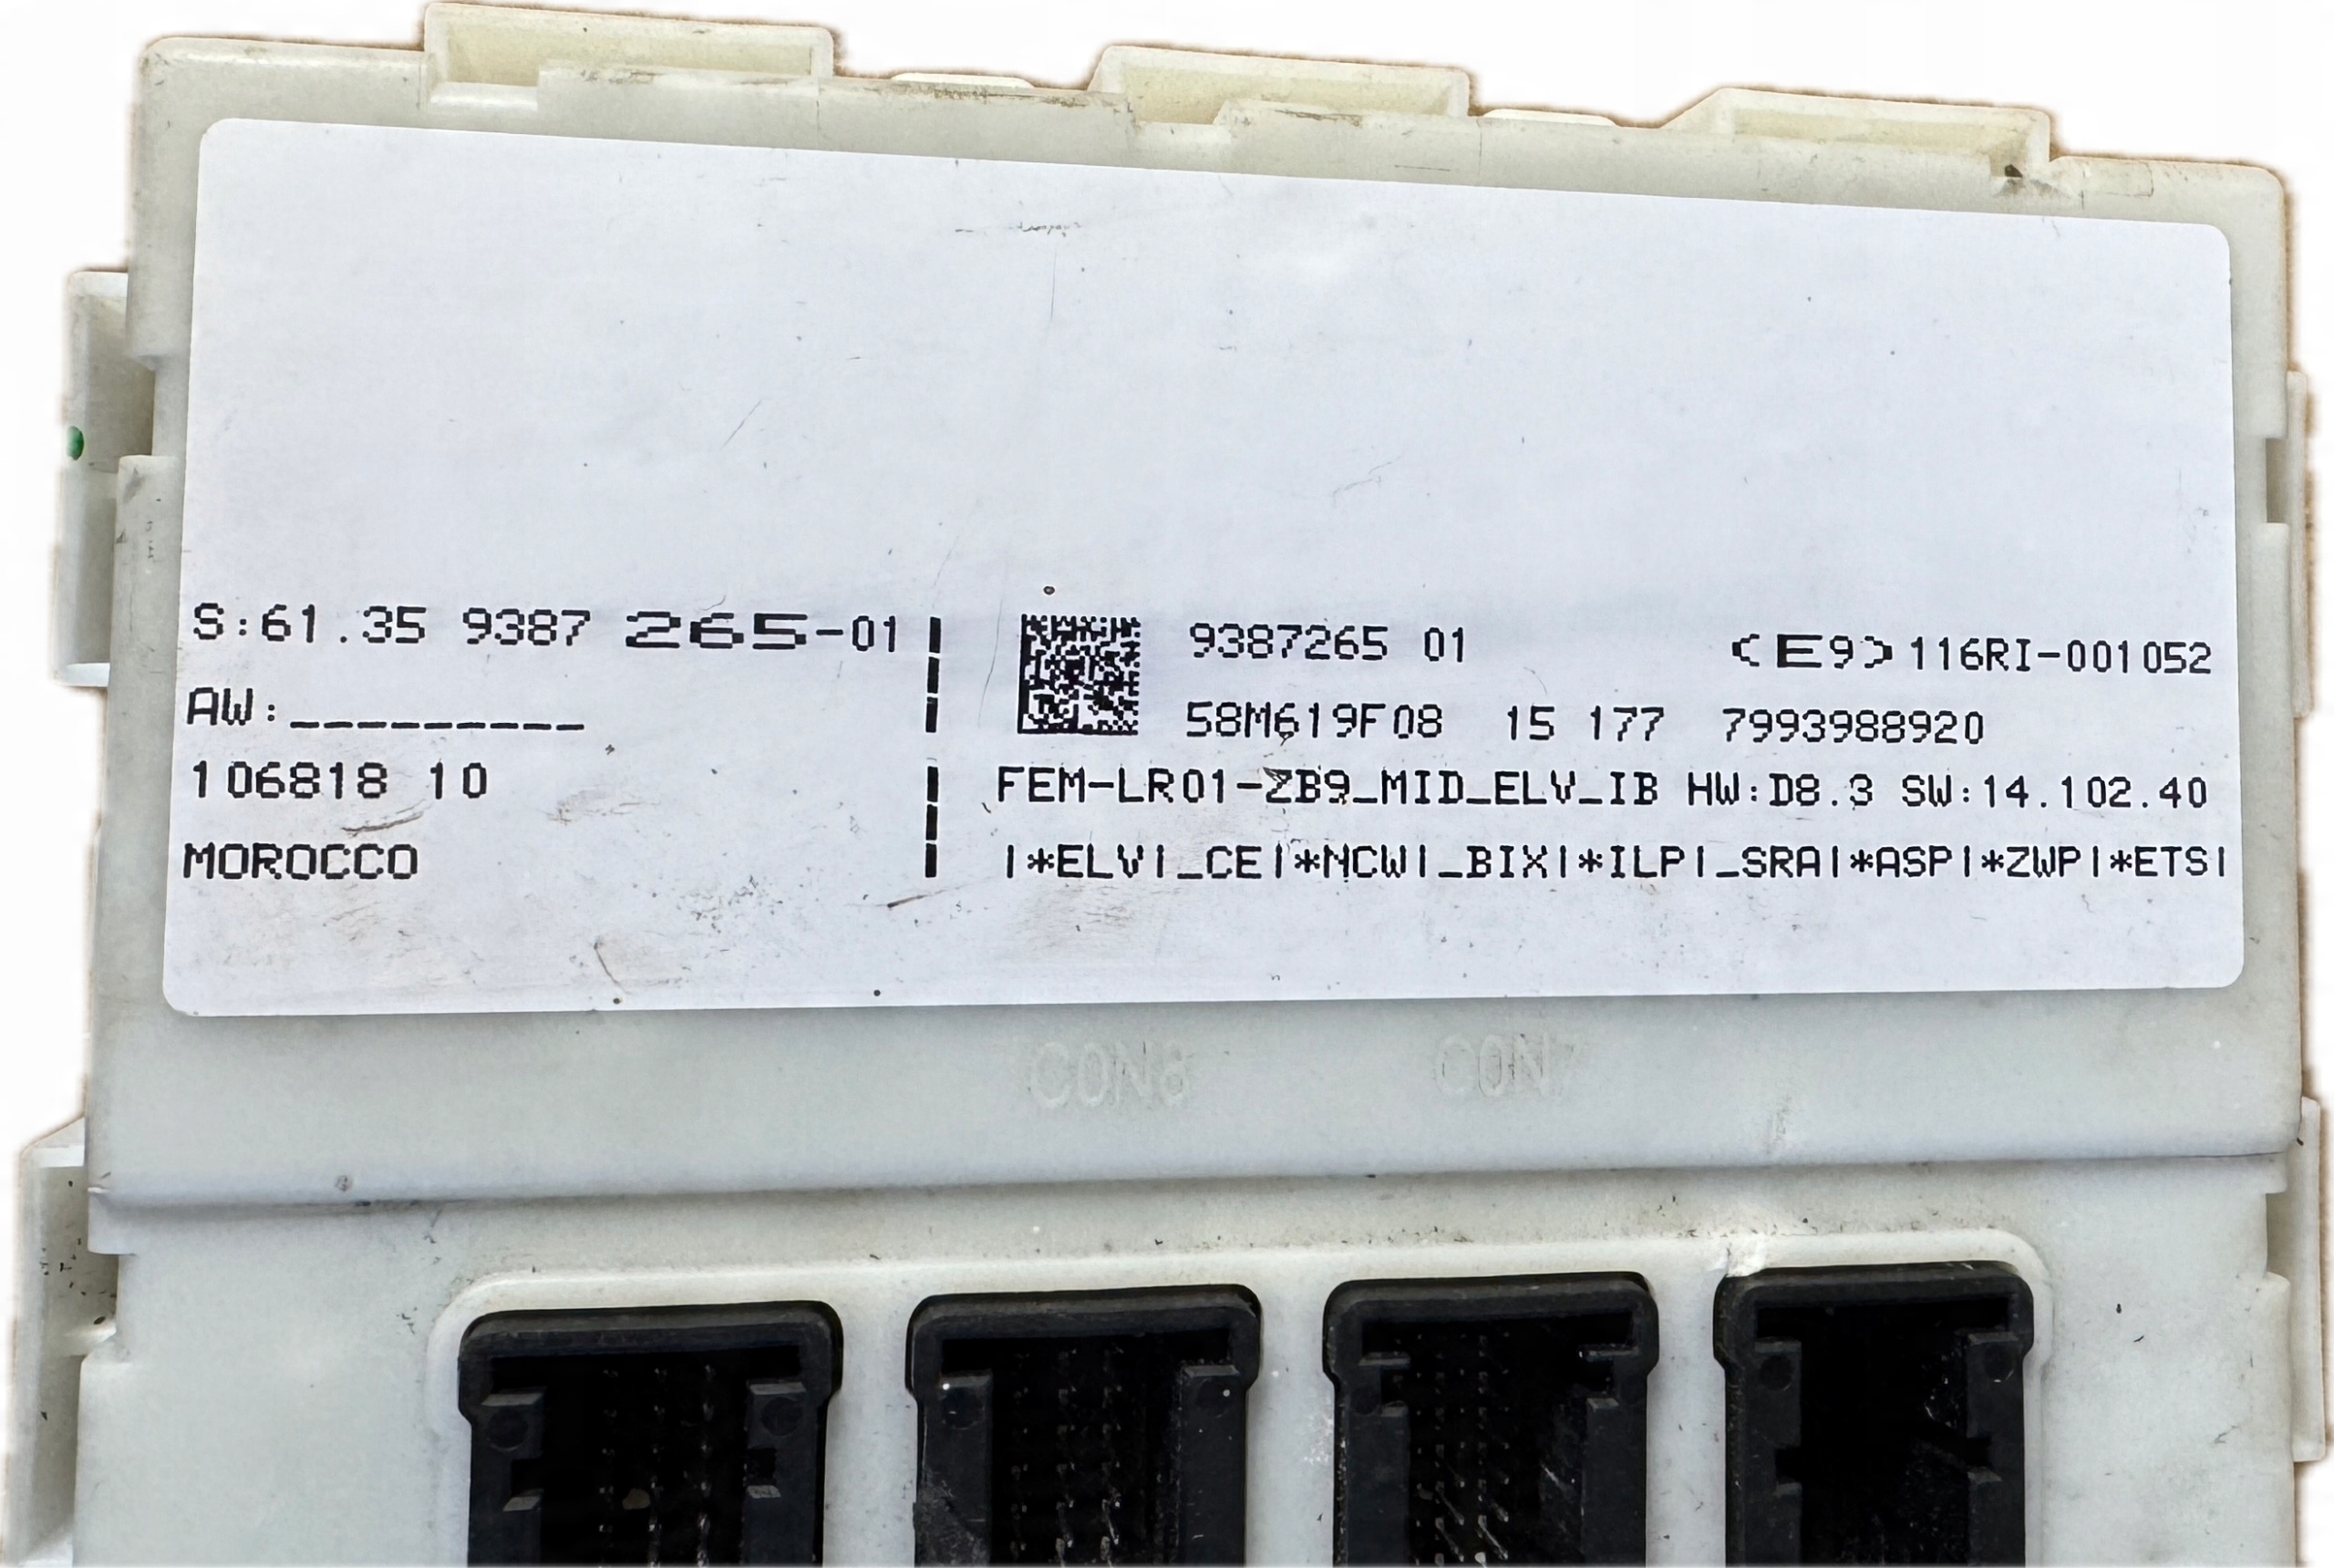 S:61.35 9387 265-01
AW:_________
106818 10
MOROCCO
9387265 01
<E9>116RI-001052
58M619F08 15 177 7993988920
FEM-LR01-ZB9_MID_ELV_IB HW:D8.3 SW:14.102.40
|*ELV|_CE|*NCW|_BIX|*ILP|_SRA|*ASP|*ZWP|*ETS|
CON8 CON7